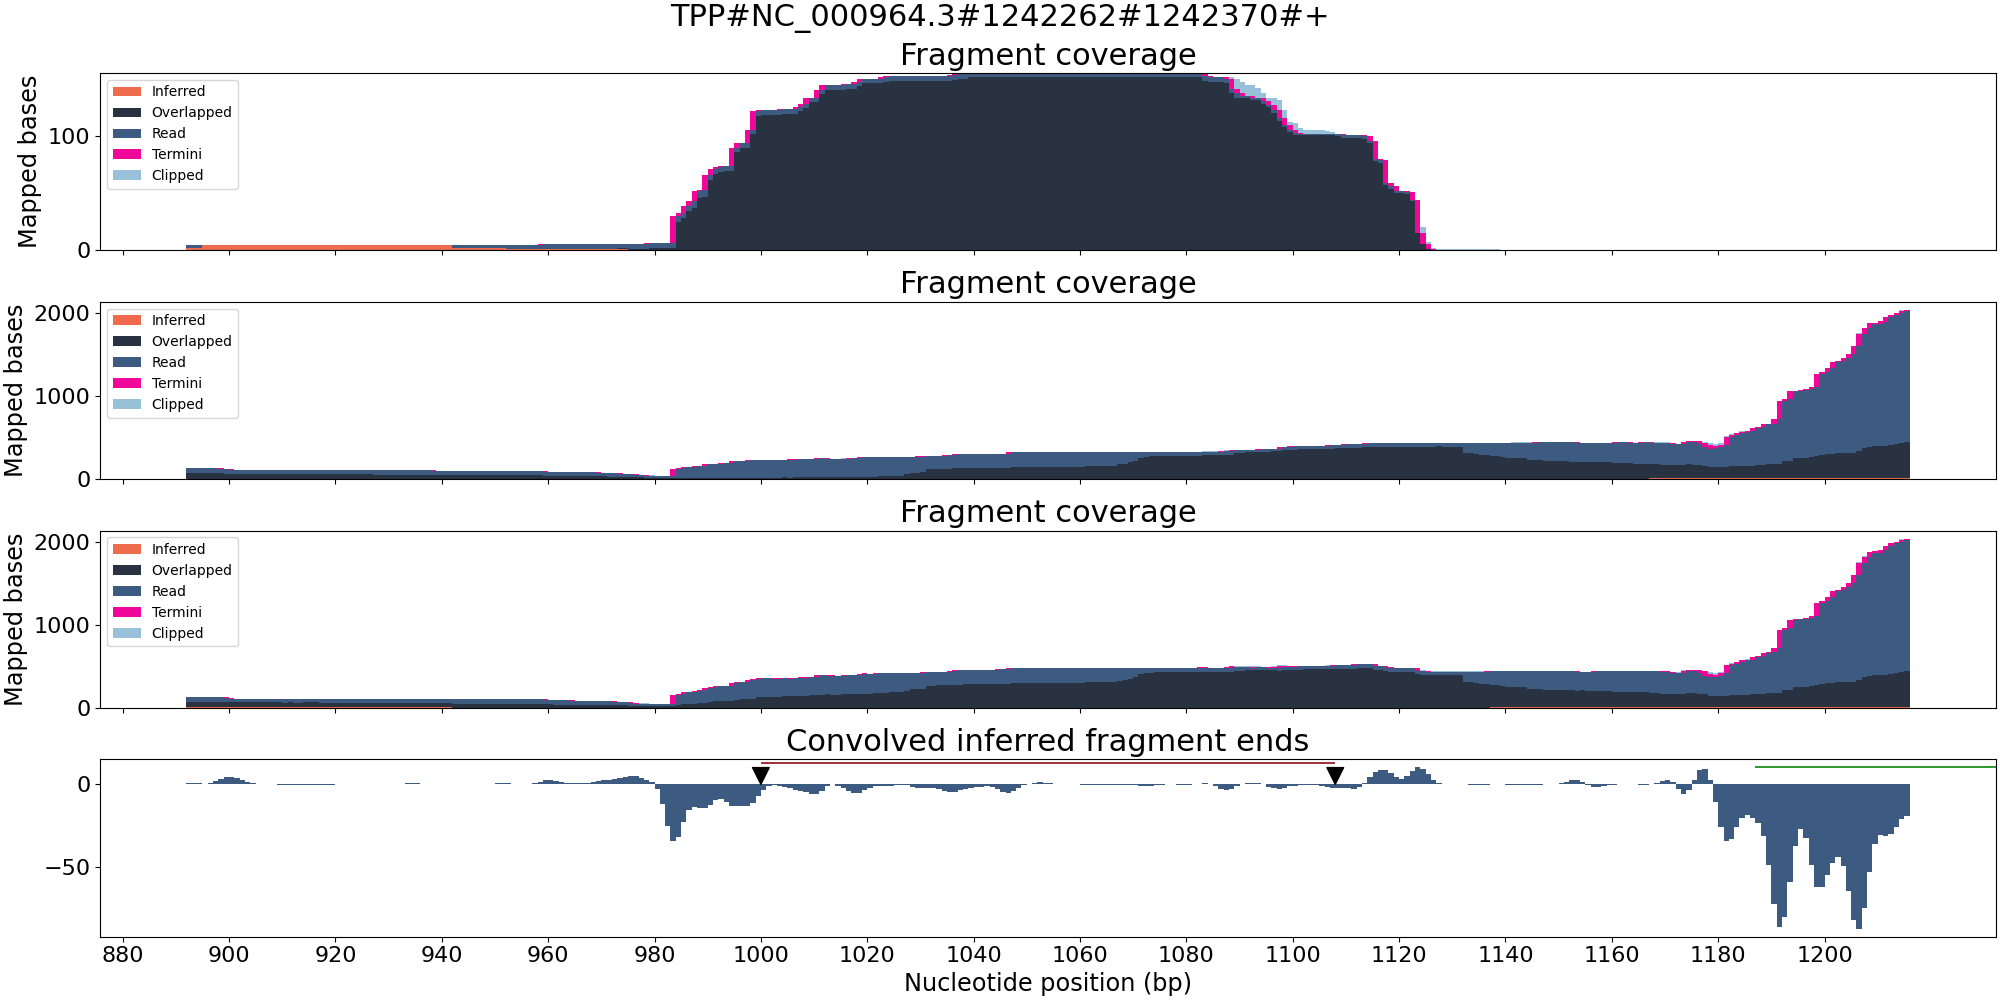 TPP#NC_000964.3#1242262#1242370#+
Fragment coverage
Mapped bases
100
0
Inferred
Overlapped
Read
Termini
Clipped
Fragment coverage
Mapped bases
2000
1000
0
Inferred
Overlapped
Read
Termini
Clipped
Fragment coverage
Mapped bases
2000
1000
0
Inferred
Overlapped
Read
Termini
Clipped
Convolved inferred fragment ends
0
−50
880 900 920 940 960 980 1000 1020 1040 1060 1080 1100 1120 1140 1160 1180 1200
Nucleotide position (bp)